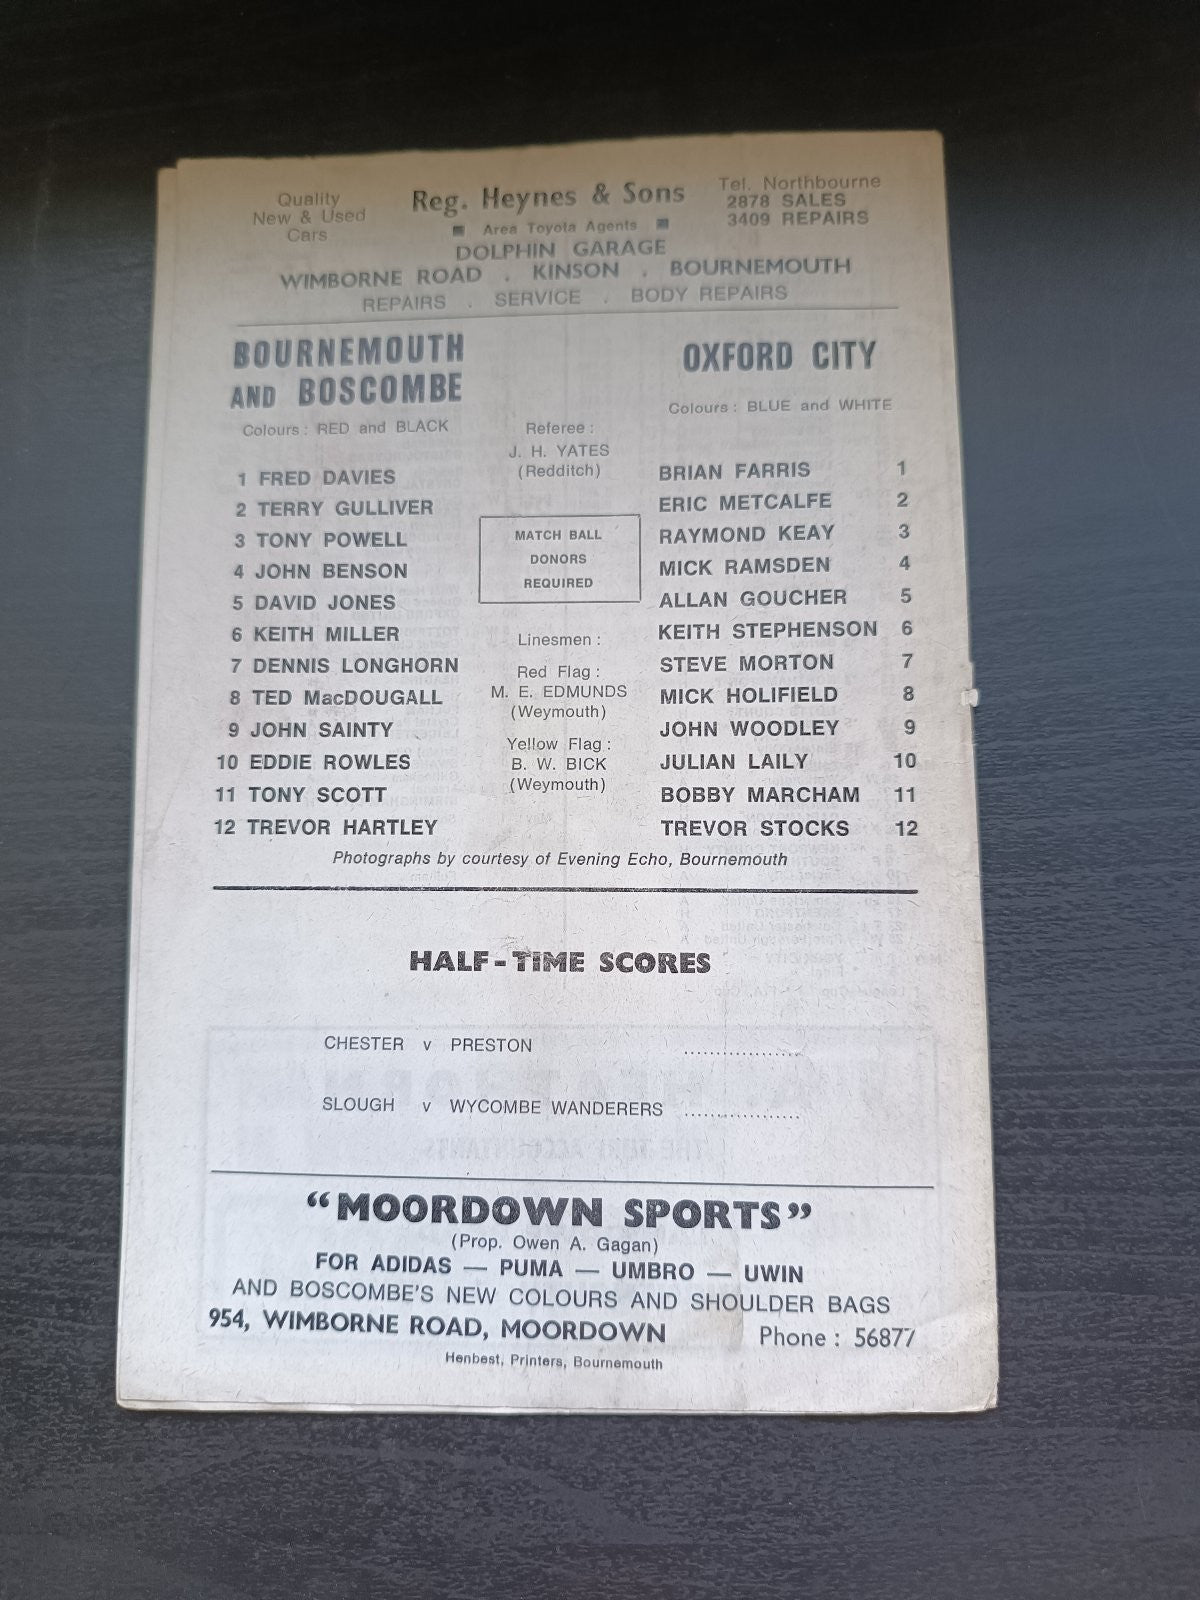 Quality
New & Used
Cars
Reg. Heynes & Sons
Area Toyota Agents
Tel. Northbourne
2878 SALES
3409 REPAIRS
DOLPHIN GARAGE
WIMBORNE ROAD . KINSON . BOURNEMOUTH
REPAIRS . SERVICE . BODY REPAIRS
BOURNEMOUTH
AND BOSCOMBE
Colours : RED and BLACK
1 FRED DAVIES
2 TERRY GULLIVER
3 TONY POWELL
4 JOHN BENSON
5 DAVID JONES
6 KEITH MILLER
7 DENNIS LONGHORN
8 TED MacDOUGALL
9 JOHN SAINTY
10 EDDIE ROWLES
11 TONY SCOTT
12 TREVOR HARTLEY
Referee :
J. H. YATES
(Redditch)
MATCH BALL
DONORS
REQUIRED
Linesmen :
Red Flag :
M. E. EDMUNDS
(Weymouth)
Yellow Flag :
B. W. BICK
(Weymouth)
OXFORD CITY
Colours : BLUE and WHITE
BRIAN FARRIS 1
ERIC METCALFE 2
RAYMOND KEAY 3
MICK RAMSDEN 4
ALLAN GOUCHER 5
KEITH STEPHENSON 6
STEVE MORTON 7
MICK HOLIFIELD 8
JOHN WOODLEY 9
JULIAN LAILY 10
BOBBY MARCHAM 11
TREVOR STOCKS 12
Photographs by courtesy of Evening Echo, Bournemouth
HALF-TIME SCORES
CHESTER v PRESTON ...................
SLOUGH v WYCOMBE WANDERERS ..................
"MOORDOWN SPORTS"
(Prop. Owen A. Gagan)
FOR ADIDAS — PUMA — UMBRO — UWIN
AND BOSCOMBE'S NEW COLOURS AND SHOULDER BAGS
954, WIMBORNE ROAD, MOORDOWN Phone : 56877
Henbest, Printers, Bournemouth